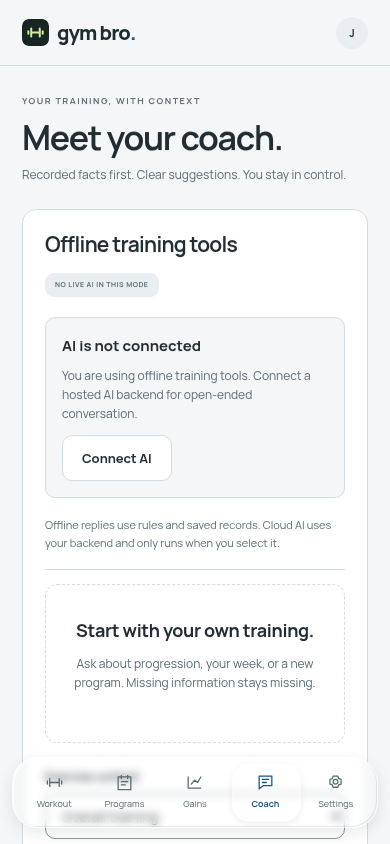 gym bro.
J
YOUR TRAINING, WITH CONTEXT
Meet your coach.
Recorded facts first. Clear suggestions. You stay in control.
Offline training tools
NO LIVE AI IN THIS MODE
AI is not connected
You are using offline training tools. Connect a
hosted AI backend for open-ended
conversation.
Connect AI
Offline replies use rules and saved records. Cloud AI uses
your backend and only runs when you select it.
Start with your own training.
Ask about progression, your week, or a new
program. Missing information stays missing.
Workout
Programs
Gains
Coach
Settings